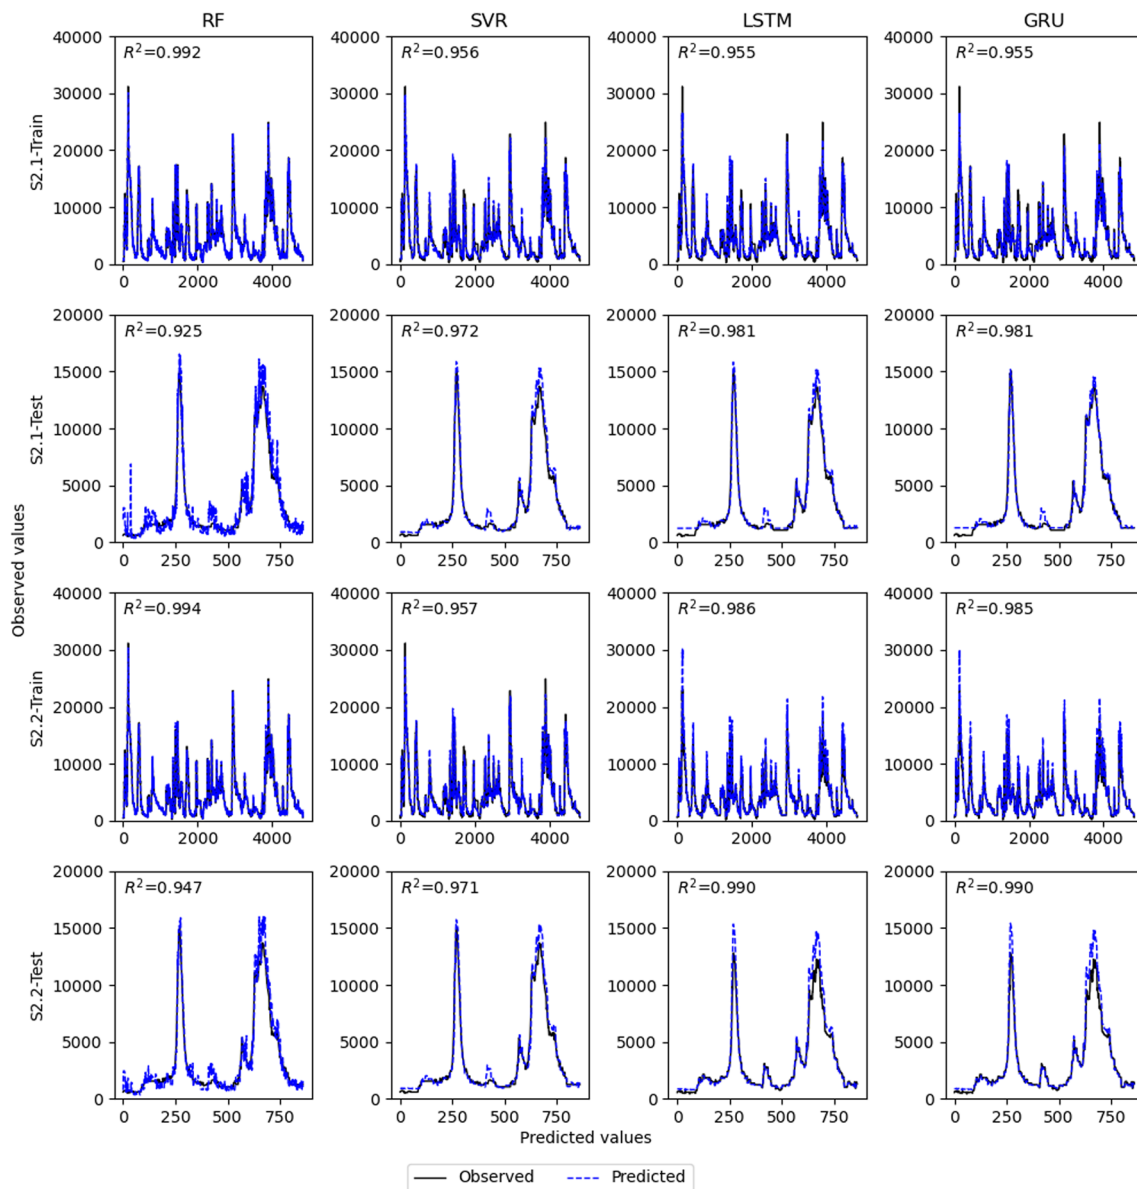 RF SVR LSTM GRU
S2.1-Train
40000 40000 40000 40000
R²=0.992 R²=0.956 R²=0.955 R²=0.955
30000 30000 30000 30000
20000 20000 20000 20000
10000 10000 10000 10000
0 0 0 0
0 2000 4000 0 2000 4000 0 2000 4000 0 2000 4000
S2.1-Test
20000 20000 20000 20000
R²=0.925 R²=0.972 R²=0.981 R²=0.981
15000 15000 15000 15000
10000 10000 10000 10000
5000 5000 5000 5000
0 0 0 0
0 250 500 750 0 250 500 750 0 250 500 750 0 250 500 750
Observed values
S2.2-Train
40000 40000 40000 40000
R²=0.994 R²=0.957 R²=0.986 R²=0.985
30000 30000 30000 30000
20000 20000 20000 20000
10000 10000 10000 10000
0 0 0 0
0 2000 4000 0 2000 4000 0 2000 4000 0 2000 4000
S2.2-Test
20000 20000 20000 20000
R²=0.947 R²=0.971 R²=0.990 R²=0.990
15000 15000 15000 15000
10000 10000 10000 10000
5000 5000 5000 5000
0 0 0 0
0 250 500 750 0 250 500 750 0 250 500 750 0 250 500 750
Predicted values
Observed Predicted